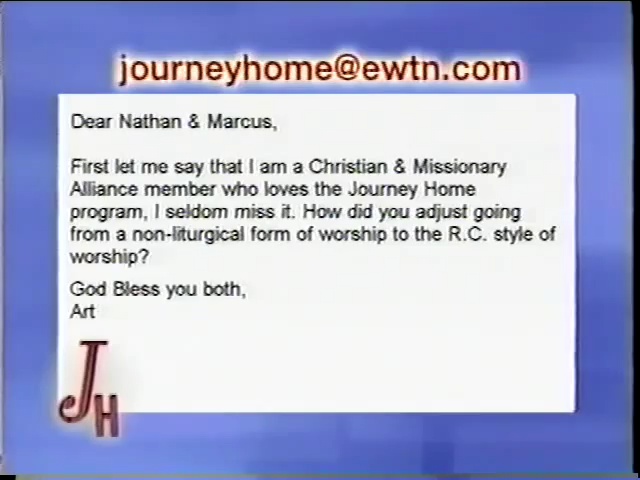 journeyhome@ewtn.com
Dear Nathan & Marcus,
First let me say that I am a Christian & Missionary
Alliance member who loves the Journey Home
program, I seldom miss it. How did you adjust going
from a non-liturgical form of worship to the R.C. style of
worship?
God Bless you both,
Art
JH